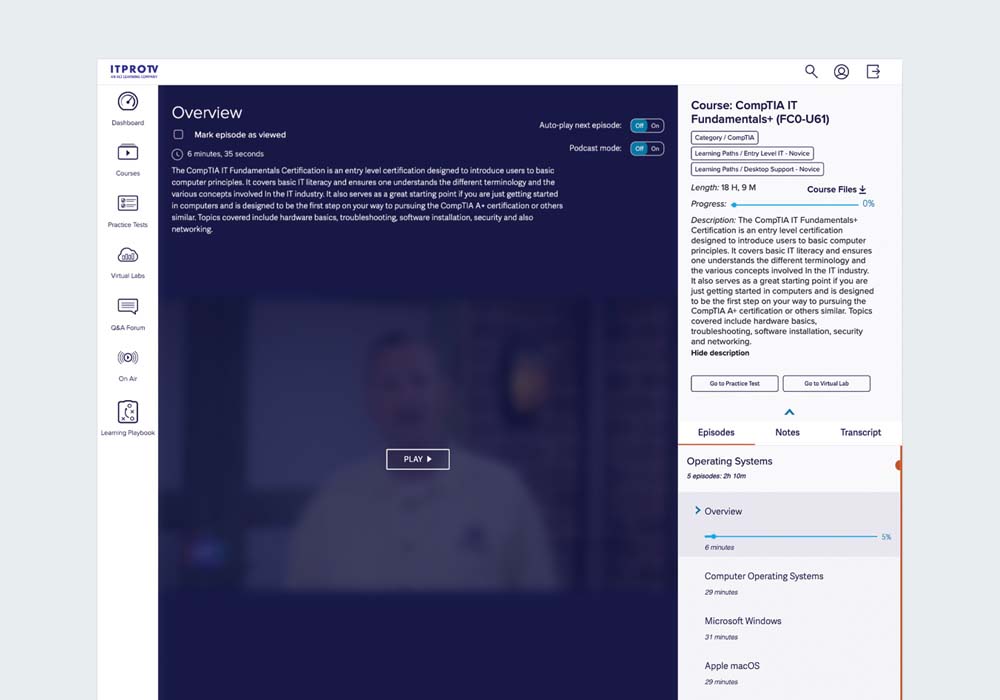 ITPROTV
AN ACI LEARNING COMPANY
Dashboard
Courses
Practice Tests
Virtual Labs
Q&A Forum
On Air
Learning Playbook
Overview
Mark episode as viewed
6 minutes, 35 seconds
Auto-play next episode: Off On
Podcast mode: Off On
The CompTIA IT Fundamentals Certification is an entry level certification designed to introduce users to basic
computer principles. It covers basic IT literacy and ensures one understands the different terminology and the
various concepts involved In the IT industry. It also serves as a great starting point if you are just getting started
in computers and is designed to be the first step on your way to pursuing the CompTIA A+ certification or others
similar. Topics covered include hardware basics, troubleshooting, software installation, security and also
networking.
PLAY
Course: CompTIA IT
Fundamentals+ (FC0-U61)
Category / CompTIA
Learning Paths / Entry Level IT - Novice
Learning Paths / Desktop Support - Novice
Length: 18 H, 9 M
Course Files
Progress: 0%
Description: The CompTIA IT Fundamentals+
Certification is an entry level certification
designed to introduce users to basic computer
principles. It covers basic IT literacy and ensures
one understands the different terminology and
the various concepts involved In the IT industry.
It also serves as a great starting point if you are
just getting started in computers and is designed
to be the first step on your way to pursuing the
CompTIA A+ certification or others similar. Topics
covered include hardware basics,
troubleshooting, software installation, security
and networking.
Hide description
Go to Practice Test
Go to Virtual Lab
Episodes
Notes
Transcript
Operating Systems
5 episodes: 2h 10m
Overview
5%
6 minutes
Computer Operating Systems
29 minutes
Microsoft Windows
31 minutes
Apple macOS
29 minutes